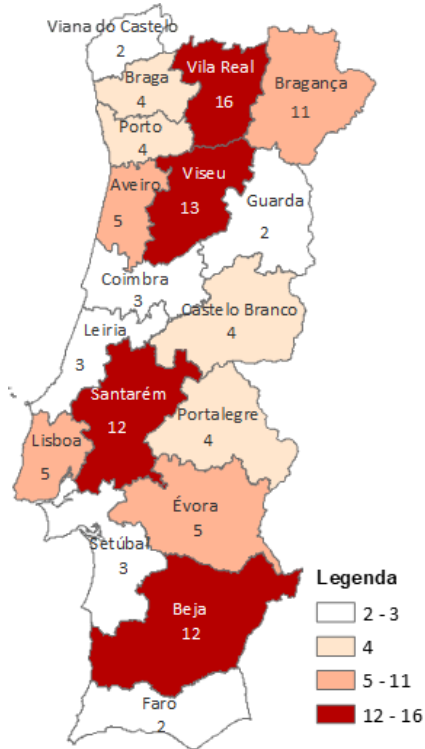 Viana do Castelo
2
Braga
4
Vila Real
16
Bragança
11
Porto
4
Aveiro
5
Viseu
13
Guarda
2
Coimbra
3
Castelo Branco
4
Leiria
3
Santarém
12
Portalegre
4
Lisboa
5
Évora
5
Setúbal
3
Beja
12
Faro
2
Legenda
2 - 3
4
5 - 11
12 - 16